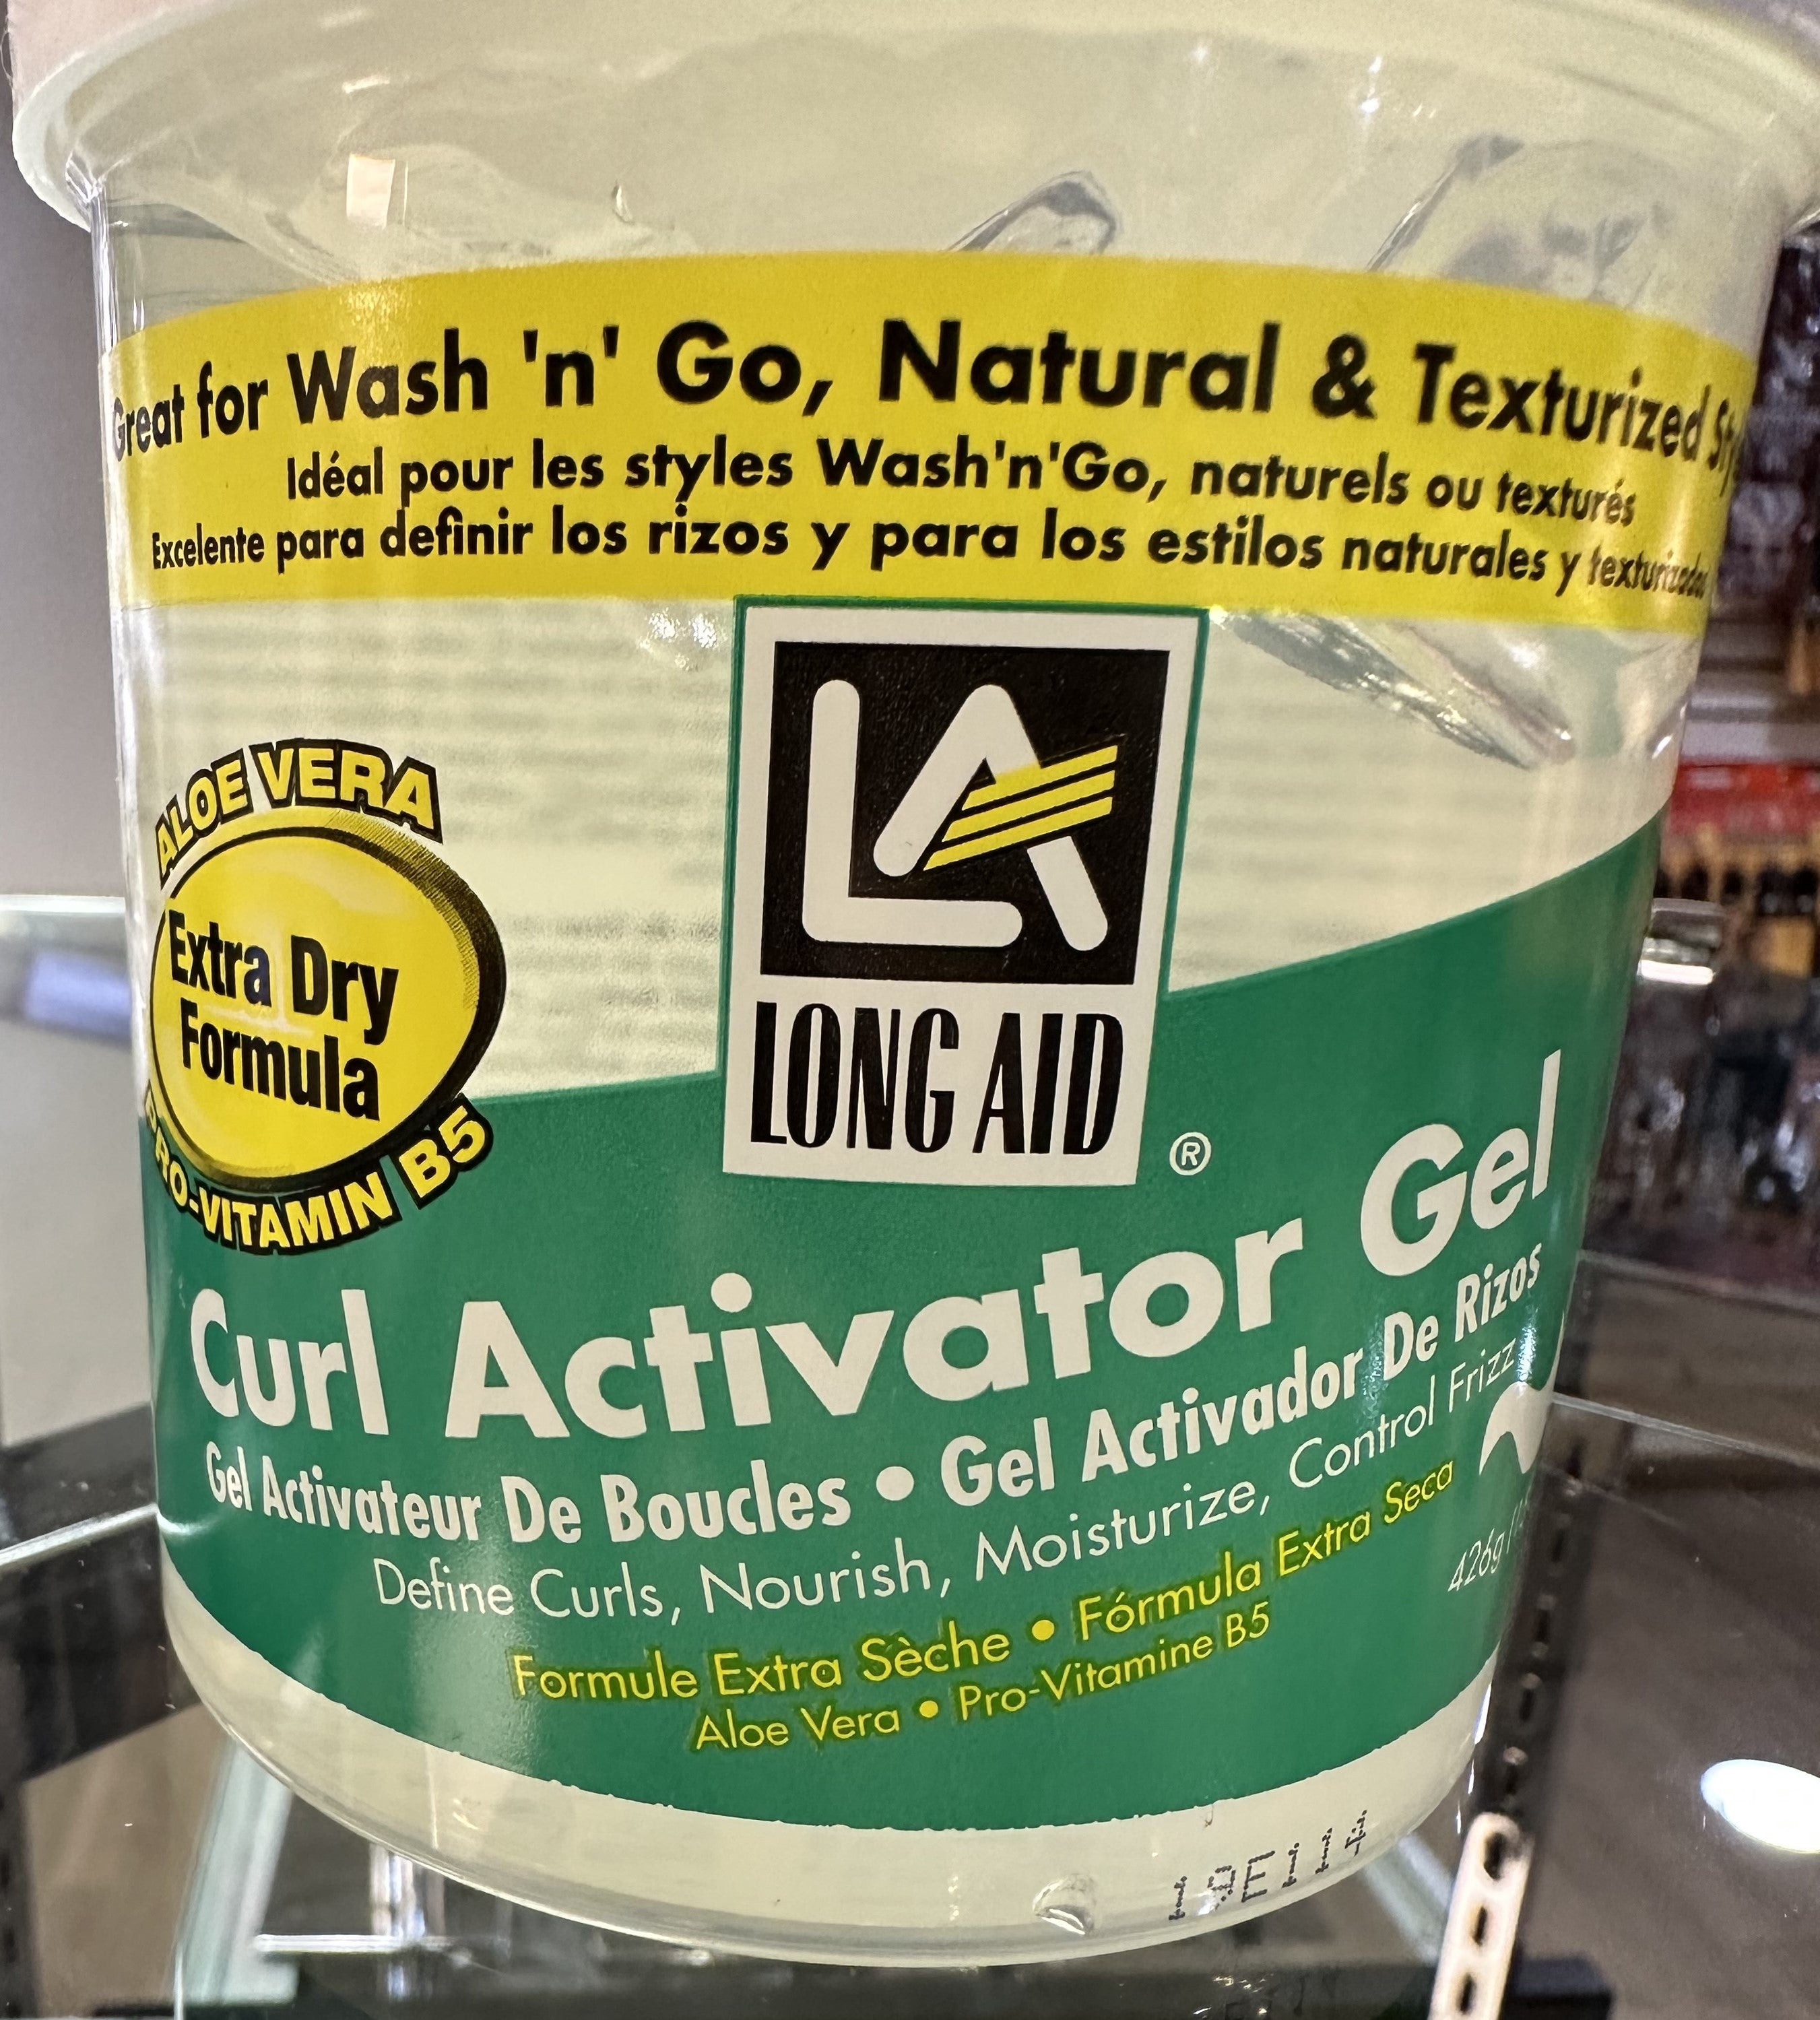 Great for Wash 'n' Go, Natural & Texturized
Idéal pour les styles Wash'n'Go, naturels ou texturés
Excelente para definir los rizos y para los estilos naturales y texturizados
LA
LONG AID
®
ALOE VERA
Extra Dry
Formula
PRO-VITAMIN B5
Curl Activator Gel
Gel Activateur De Boucles • Gel Activador De Rizos
Define Curls, Nourish, Moisturize, Control Frizz
Formule Extra Sèche • Fórmula Extra Seca
Aloe Vera • Pro-Vitamine B5
426g